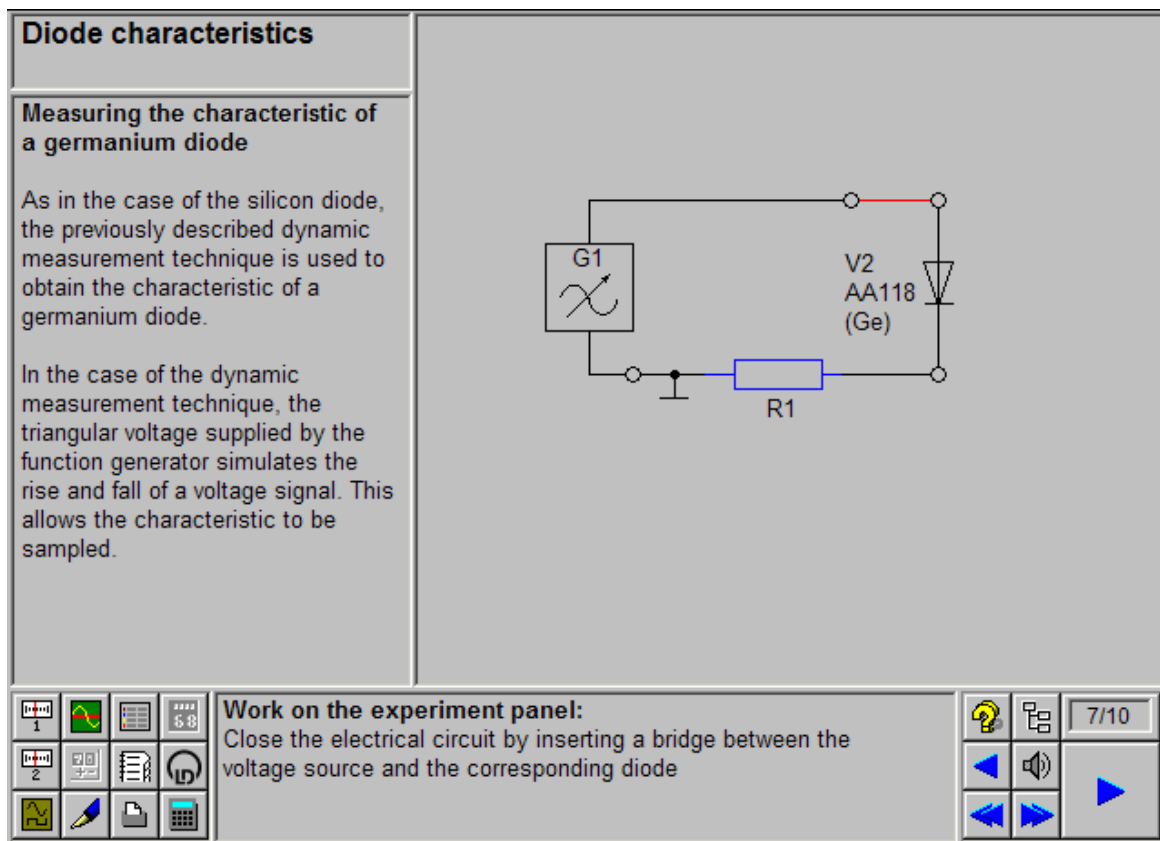 Diode characteristics
Measuring the characteristic of
a germanium diode
As in the case of the silicon diode,
the previously described dynamic
measurement technique is used to
obtain the characteristic of a
germanium diode.
In the case of the dynamic
measurement technique, the
triangular voltage supplied by the
function generator simulates the
rise and fall of a voltage signal. This
allows the characteristic to be
sampled.
G1
V2
AA118
(Ge)
R1
1
68
2
Work on the experiment panel:
Close the electrical circuit by inserting a bridge between the
voltage source and the corresponding diode
7/10